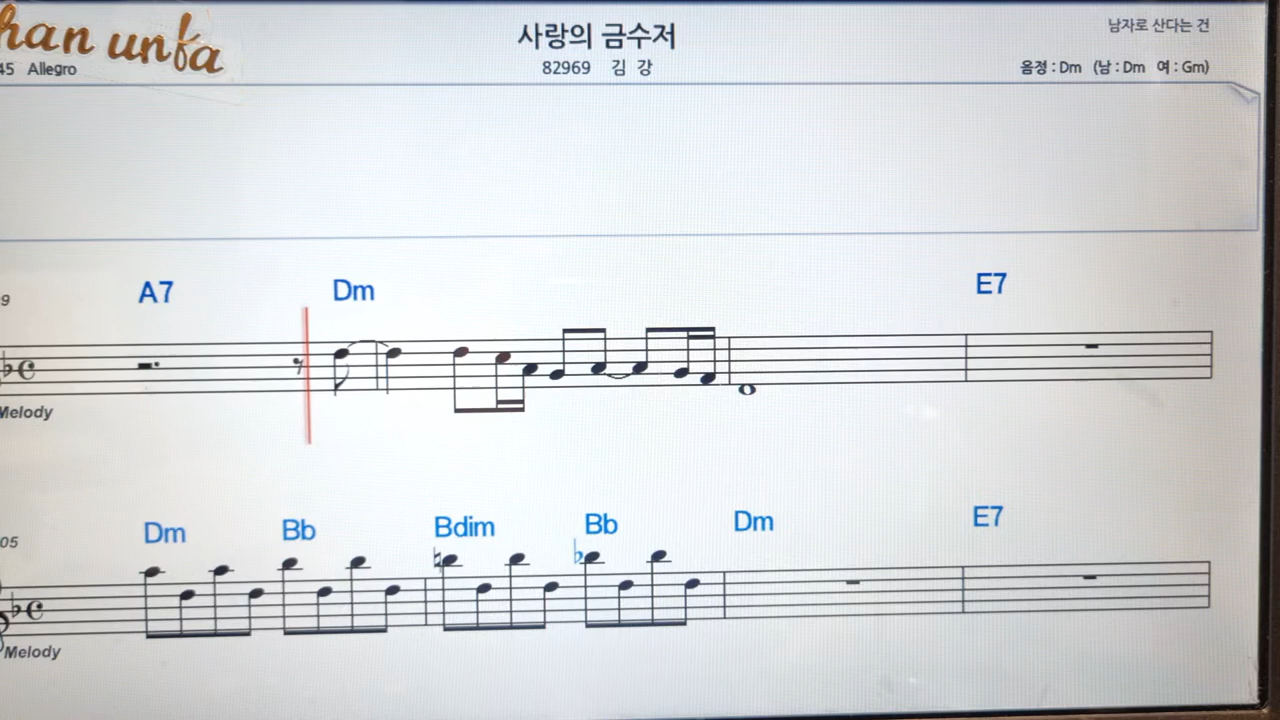 han unfa
사랑의 금수저
남자로 산다는 건
45 Allegro
82969 김 강
음정 : Dm (남 : Dm 여 : Gm)
9
A7 Dm E7
Melody
05
Dm Bb Bdim Bb Dm E7
Melody